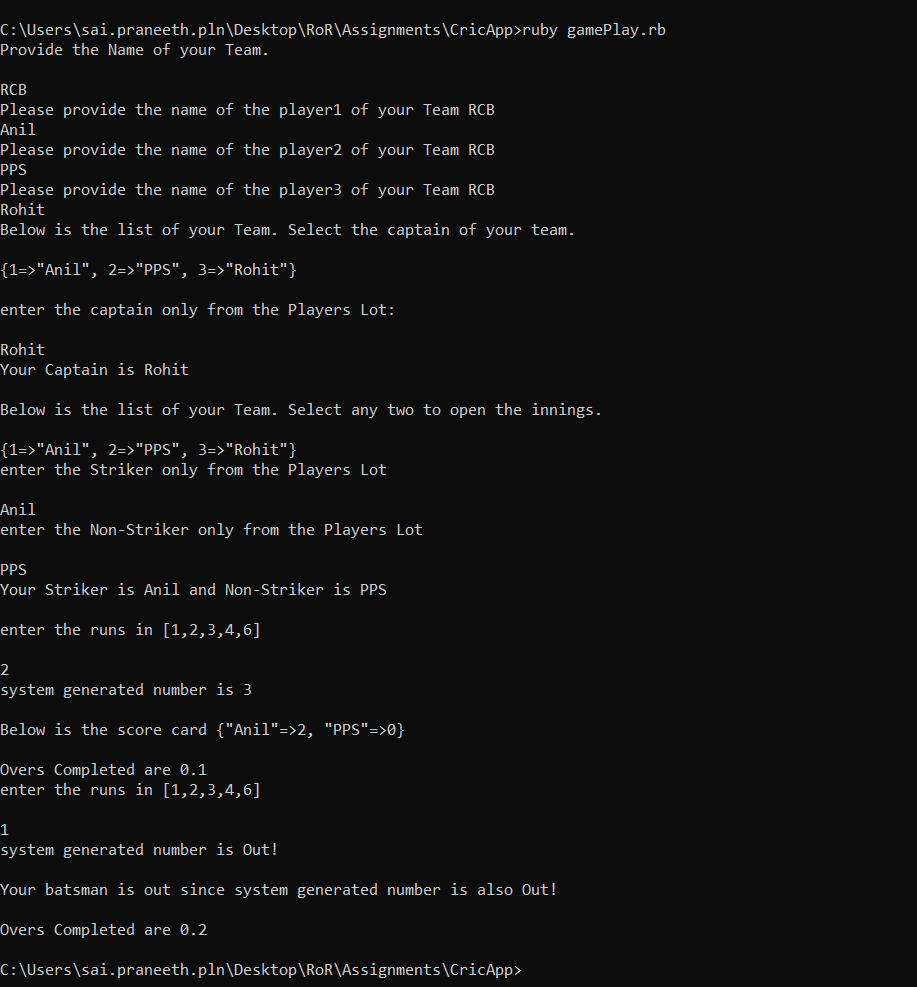 C:\Users\sai.praneeth.pln\Desktop\RoR\Assignments\CricApp>ruby gamePlay.rb
Provide the Name of your Team.
RCB
Please provide the name of the player1 of your Team RCB
Anil
Please provide the name of the player2 of your Team RCB
PPS
Please provide the name of the player3 of your Team RCB
Rohit
Below is the list of your Team. Select the captain of your team.
{1=>"Anil", 2=>"PPS", 3=>"Rohit"}
enter the captain only from the Players Lot:
Rohit
Your Captain is Rohit
Below is the list of your Team. Select any two to open the innings.
{1=>"Anil", 2=>"PPS", 3=>"Rohit"}
enter the Striker only from the Players Lot
Anil
enter the Non-Striker only from the Players Lot
PPS
Your Striker is Anil and Non-Striker is PPS
enter the runs in [1,2,3,4,6]
2
system generated number is 3
Below is the score card {"Anil"=>2, "PPS"=>0}
Overs Completed are 0.1
enter the runs in [1,2,3,4,6]
1
system generated number is Out!
Your batsman is out since system generated number is also Out!
Overs Completed are 0.2
C:\Users\sai.praneeth.pln\Desktop\RoR\Assignments\CricApp>